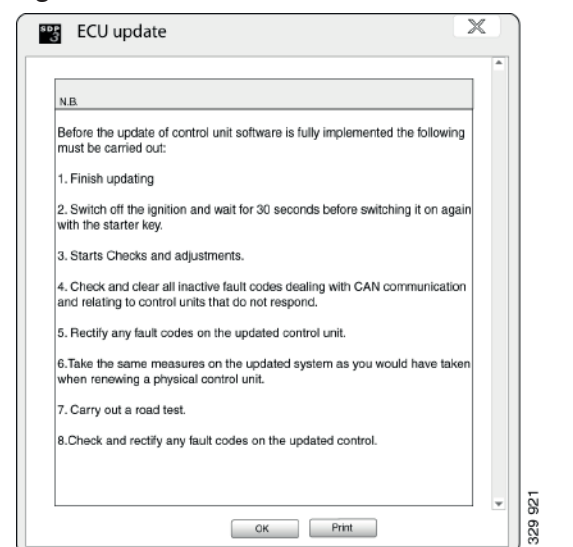 SDP
3
ECU update
X
N.B.
Before the update of control unit software is fully implemented the following
must be carried out:
1. Finish updating
2. Switch off the ignition and wait for 30 seconds before switching it on again
with the starter key.
3. Starts Checks and adjustments.
4. Check and clear all inactive fault codes dealing with CAN communication
and relating to control units that do not respond.
5. Rectify any fault codes on the updated control unit.
6.Take the same measures on the updated system as you would have taken
when renewing a physical control unit.
7. Carry out a road test.
8.Check and rectify any fault codes on the updated control.
OK
Print
329 921